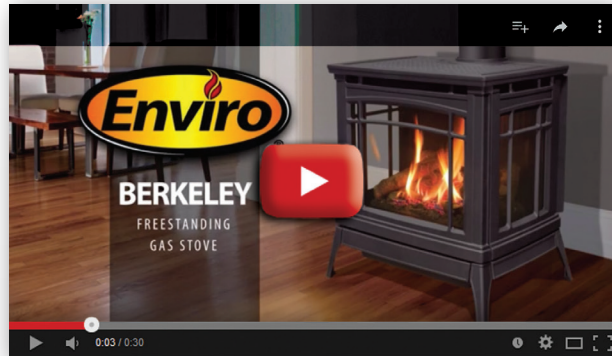 Enviro
BERKELEY
FREESTANDING
GAS STOVE
0:03 / 0:30